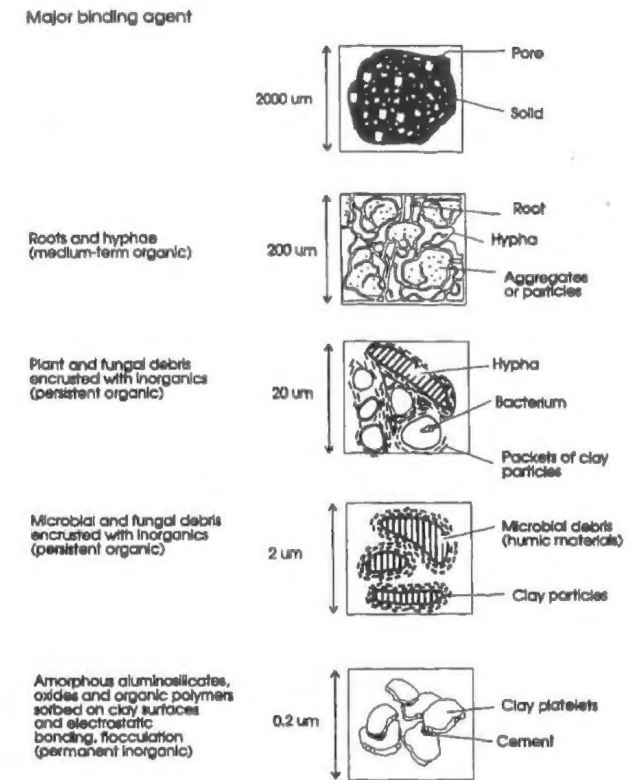 Major binding agent
2000 um
Pore
Solid
Roots and hyphae
(medium-term organic)
200 um
Root
Hypha
Aggregates
or particles
Plant and fungal debris
encrusted with inorganics
(persistent organic)
20 um
Hypha
Bacterium
Packets of clay
particles
Microbial and fungal debris
encrusted with inorganics
(persistent organic)
2 um
Microbial debris
(humic materials)
Clay particles
Amorphous aluminosilicates,
oxides and organic polymers
sorbed on clay surfaces
and electrostatic
bonding, flocculation
(permanent inorganic)
0.2 um
Clay platelets
Cement